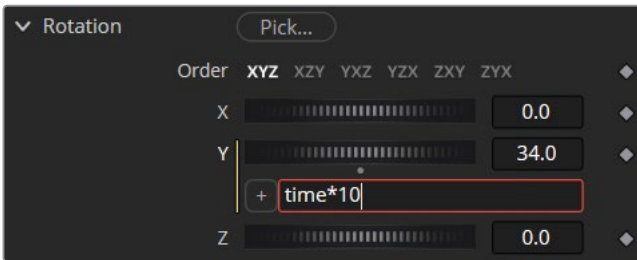 Rotation Pick...
Order XYZ XZY YXZ YZX ZXY ZYX
X 0.0
Y 34.0
+ time*10
Z 0.0